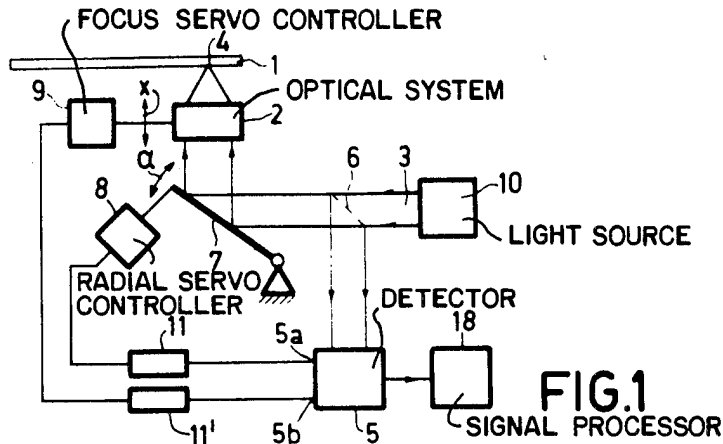 FOCUS SERVO CONTROLLER
4
1
9
x
OPTICAL SYSTEM
2
α
6
3
10
8
7
LIGHT SOURCE
RADIAL SERVO
CONTROLLER
DETECTOR
11
5a
18
11'
5b
5
SIGNAL PROCESSOR
FIG.1